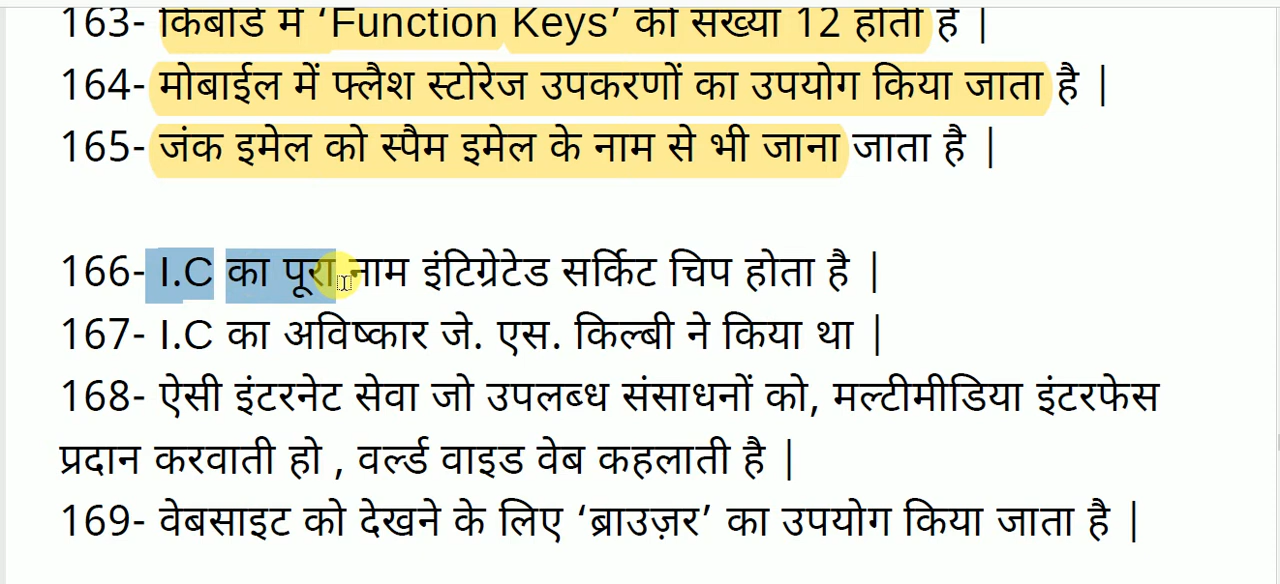 163- किबोर्ड में ‘Function Keys’ की संख्या 12 होती है |
164- मोबाईल में फ्लैश स्टोरेज उपकरणों का उपयोग किया जाता है |
165- जंक इमेल को स्पैम इमेल के नाम से भी जाना जाता है |
166- I.C का पूरा नाम इंटिग्रेटेड सर्किट चिप होता है |
167- I.C का अविष्कार जे. एस. किल्बी ने किया था |
168- ऐसी इंटरनेट सेवा जो उपलब्ध संसाधनों को, मल्टीमीडिया इंटरफेस
प्रदान करवाती हो , वर्ल्ड वाइड वेब कहलाती है |
169- वेबसाइट को देखने के लिए ‘ब्राउज़र’ का उपयोग किया जाता है |